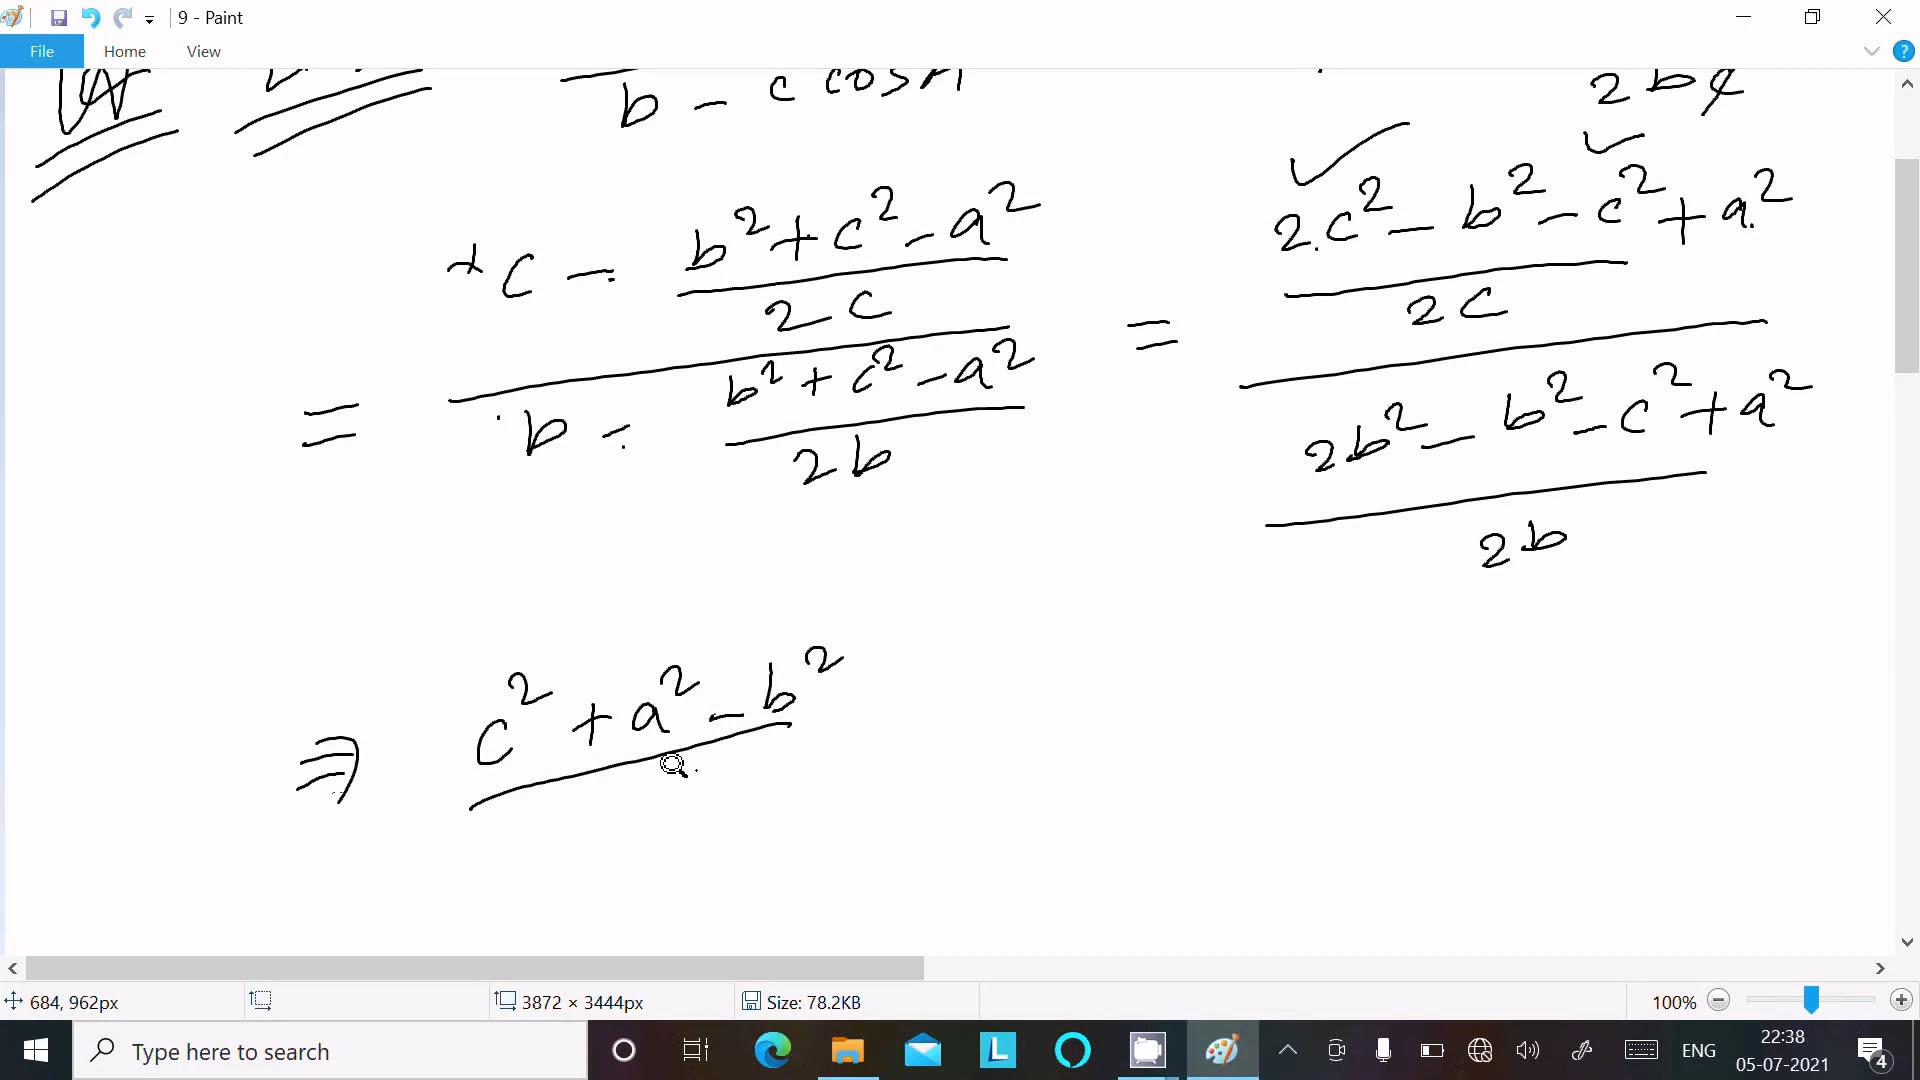 9 - Paint
File Home View
b - c cosA
2b¢
= (c - (b² + c² - a²)/(2c)) / (b - (b² + c² - a²)/(2b)) = ((2c² - b² - c² + a²)/(2c)) / ((2b² - b² - c² + a²)/(2b))
⇒ c² + a² - b²
684, 962px 3872 × 3444px Size: 78.2KB 100%
Type here to search
L
ENG
22:38
05-07-2021
4